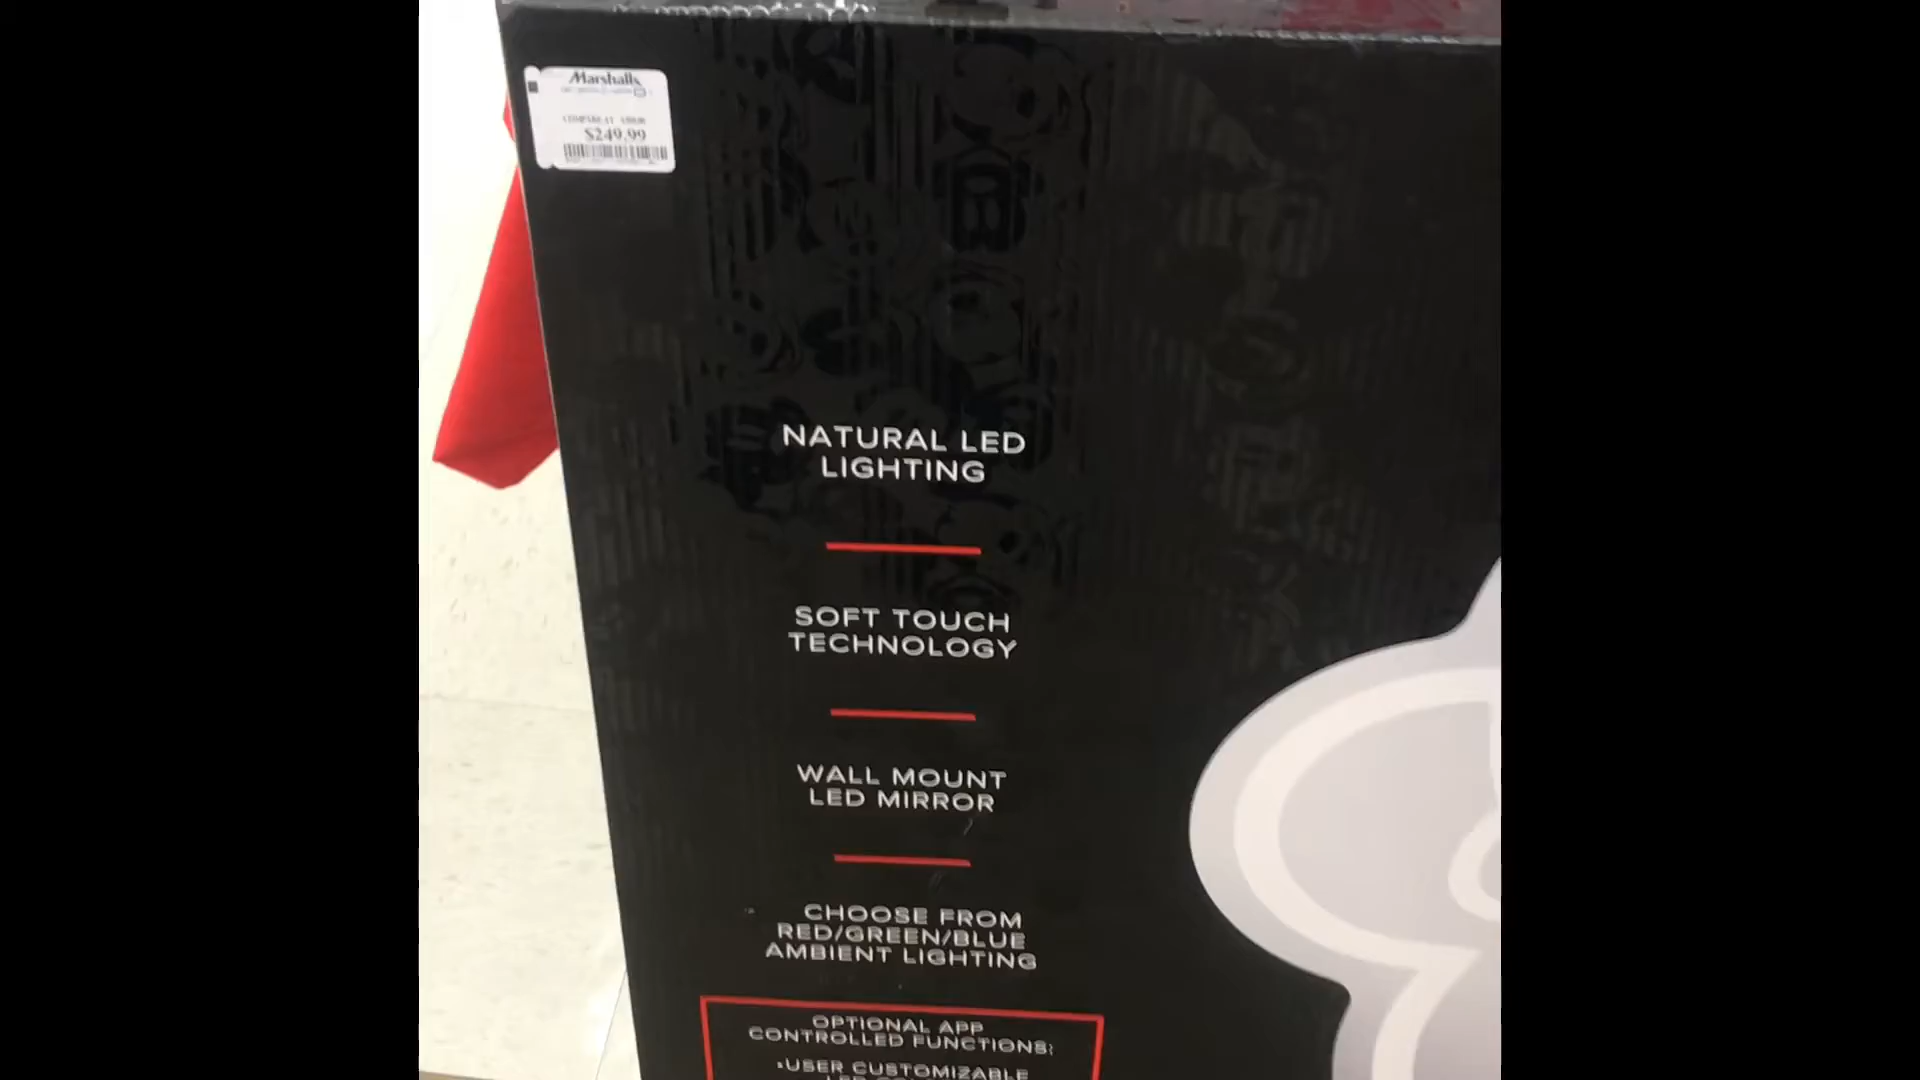 Marshalls
$249.99
NATURAL LED
LIGHTING
SOFT TOUCH
TECHNOLOGY
WALL MOUNT
LED MIRROR
CHOOSE FROM
RED/GREEN/BLUE
AMBIENT LIGHTING
OPTIONAL APP
CONTROLLED FUNCTIONS:
•USER CUSTOMIZABLE